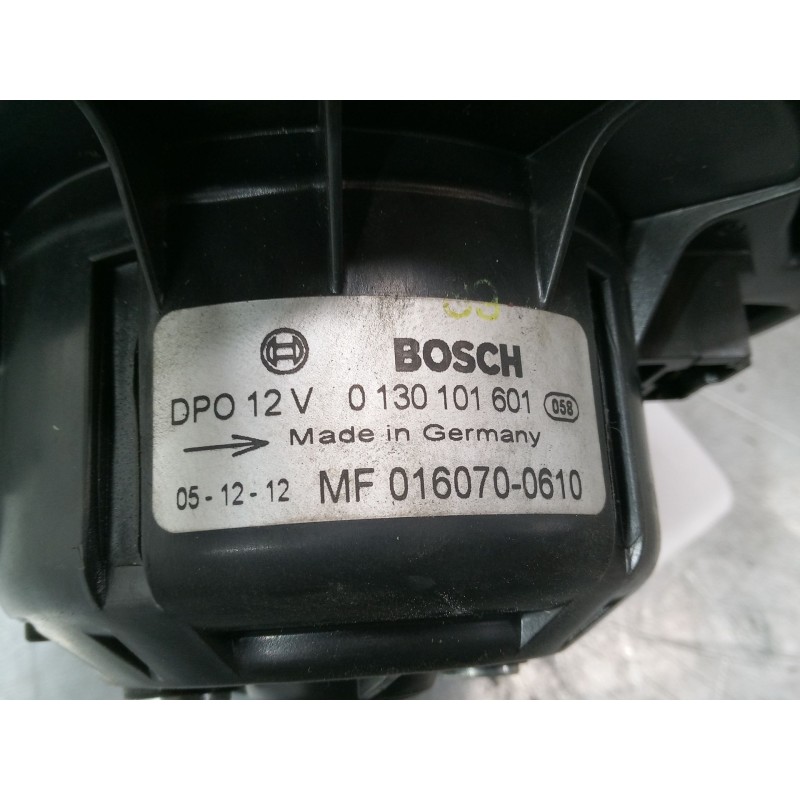 BOSCH
DPO 12 V 0 130 101 601 058
Made in Germany
05 - 12 - 12 MF 016070-0610